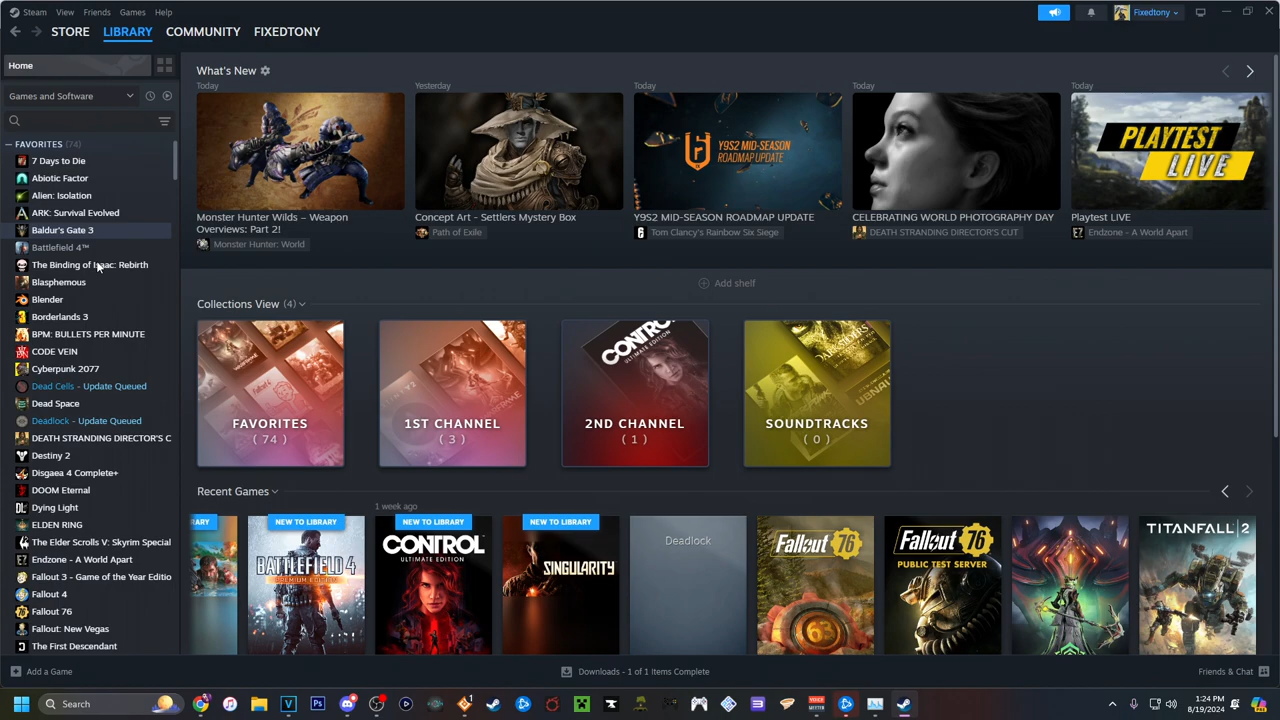 Steam View Friends Games Help
Fixedtony
STORE LIBRARY COMMUNITY FIXEDTONY
Home
Games and Software
FAVORITES (74)
7 Days to Die
Abiotic Factor
Alien: Isolation
ARK: Survival Evolved
Baldur's Gate 3
Battlefield 4™
The Binding of Isaac: Rebirth
Blasphemous
Blender
Borderlands 3
BPM: BULLETS PER MINUTE
CODE VEIN
Cyberpunk 2077
Dead Cells - Update Queued
Dead Space
Deadlock - Update Queued
DEATH STRANDING DIRECTOR'S C
Destiny 2
Disgaea 4 Complete+
DOOM Eternal
Dying Light
ELDEN RING
The Elder Scrolls V: Skyrim Special
Endzone - A World Apart
Fallout 3 - Game of the Year Editio
Fallout 4
Fallout 76
Fallout: New Vegas
The First Descendant
What's New
Today
Monster Hunter Wilds – Weapon
Overviews: Part 2!
Monster Hunter: World
Yesterday
Concept Art - Settlers Mystery Box
Path of Exile
Today
Y9S2 MID-SEASON
ROADMAP UPDATE
Y9S2 MID-SEASON ROADMAP UPDATE
Tom Clancy's Rainbow Six Siege
Today
CELEBRATING WORLD PHOTOGRAPHY DAY
DEATH STRANDING DIRECTOR'S CUT
Today
PLAYTEST
LIVE
Playtest LIVE
Endzone - A World Apart
Add shelf
Collections View (4)
FAVORITES
( 74 )
1ST CHANNEL
( 3 )
CONTROL
ULTIMATE EDITION
2ND CHANNEL
( 1 )
SOUNDTRACKS
( 0 )
Recent Games
1 week ago
RARY
NEW TO LIBRARY
BATTLEFIELD 4
PREMIUM EDITION
NEW TO LIBRARY
CONTROL
ULTIMATE EDITION
NEW TO LIBRARY
SINGULARITY
Deadlock
Fallout 76
63
Fallout 76
PUBLIC TEST SERVER
TITANFALL 2
Add a Game
Downloads - 1 of 1 Items Complete
Friends & Chat
Search
1:24 PM
8/19/2024